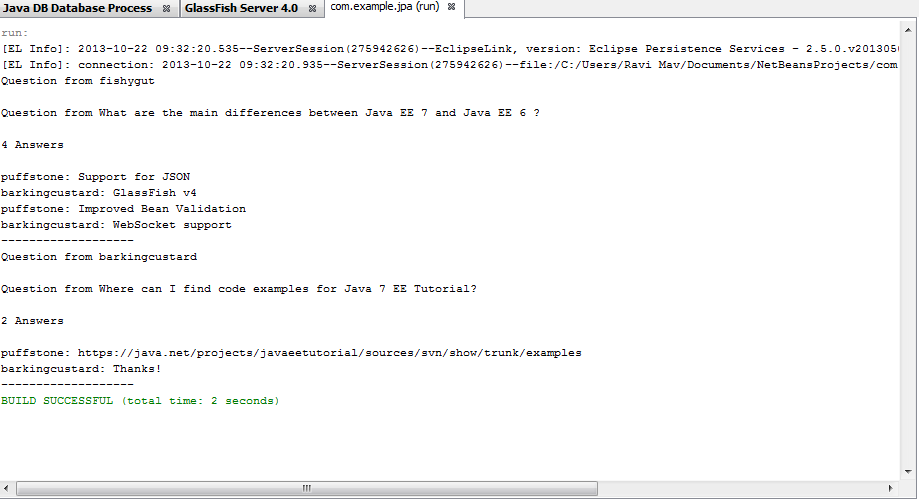 Java DB Database Process GlassFish Server 4.0 com.example.jpa (run)
run:
[EL Info]: 2013-10-22 09:32:20.535--ServerSession(275942626)--EclipseLink, version: Eclipse Persistence Services - 2.5.0.v201305
[EL Info]: connection: 2013-10-22 09:32:20.935--ServerSession(275942626)--file:/C:/Users/Ravi Mav/Documents/NetBeansProjects/com
Question from fishygut
Question from What are the main differences between Java EE 7 and Java EE 6 ?
4 Answers
puffstone: Support for JSON
barkingcustard: GlassFish v4
puffstone: Improved Bean Validation
barkingcustard: WebSocket support
-------------------
Question from barkingcustard
Question from Where can I find code examples for Java 7 EE Tutorial?
2 Answers
puffstone: https://java.net/projects/javaeetutorial/sources/svn/show/trunk/examples
barkingcustard: Thanks!
-------------------
BUILD SUCCESSFUL (total time: 2 seconds)